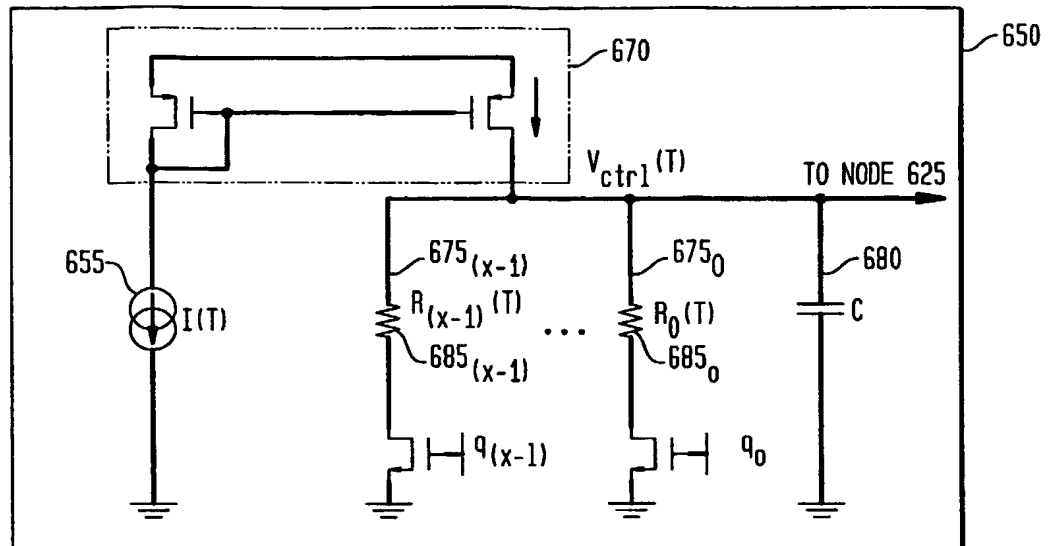 650
670
V_ctrl(T)
TO NODE 625
655
I(T)
675_(x-1)
675_0
680
R_(x-1)(T)
R_0(T)
C
685_(x-1)
685_0
...
q_(x-1)
q_0